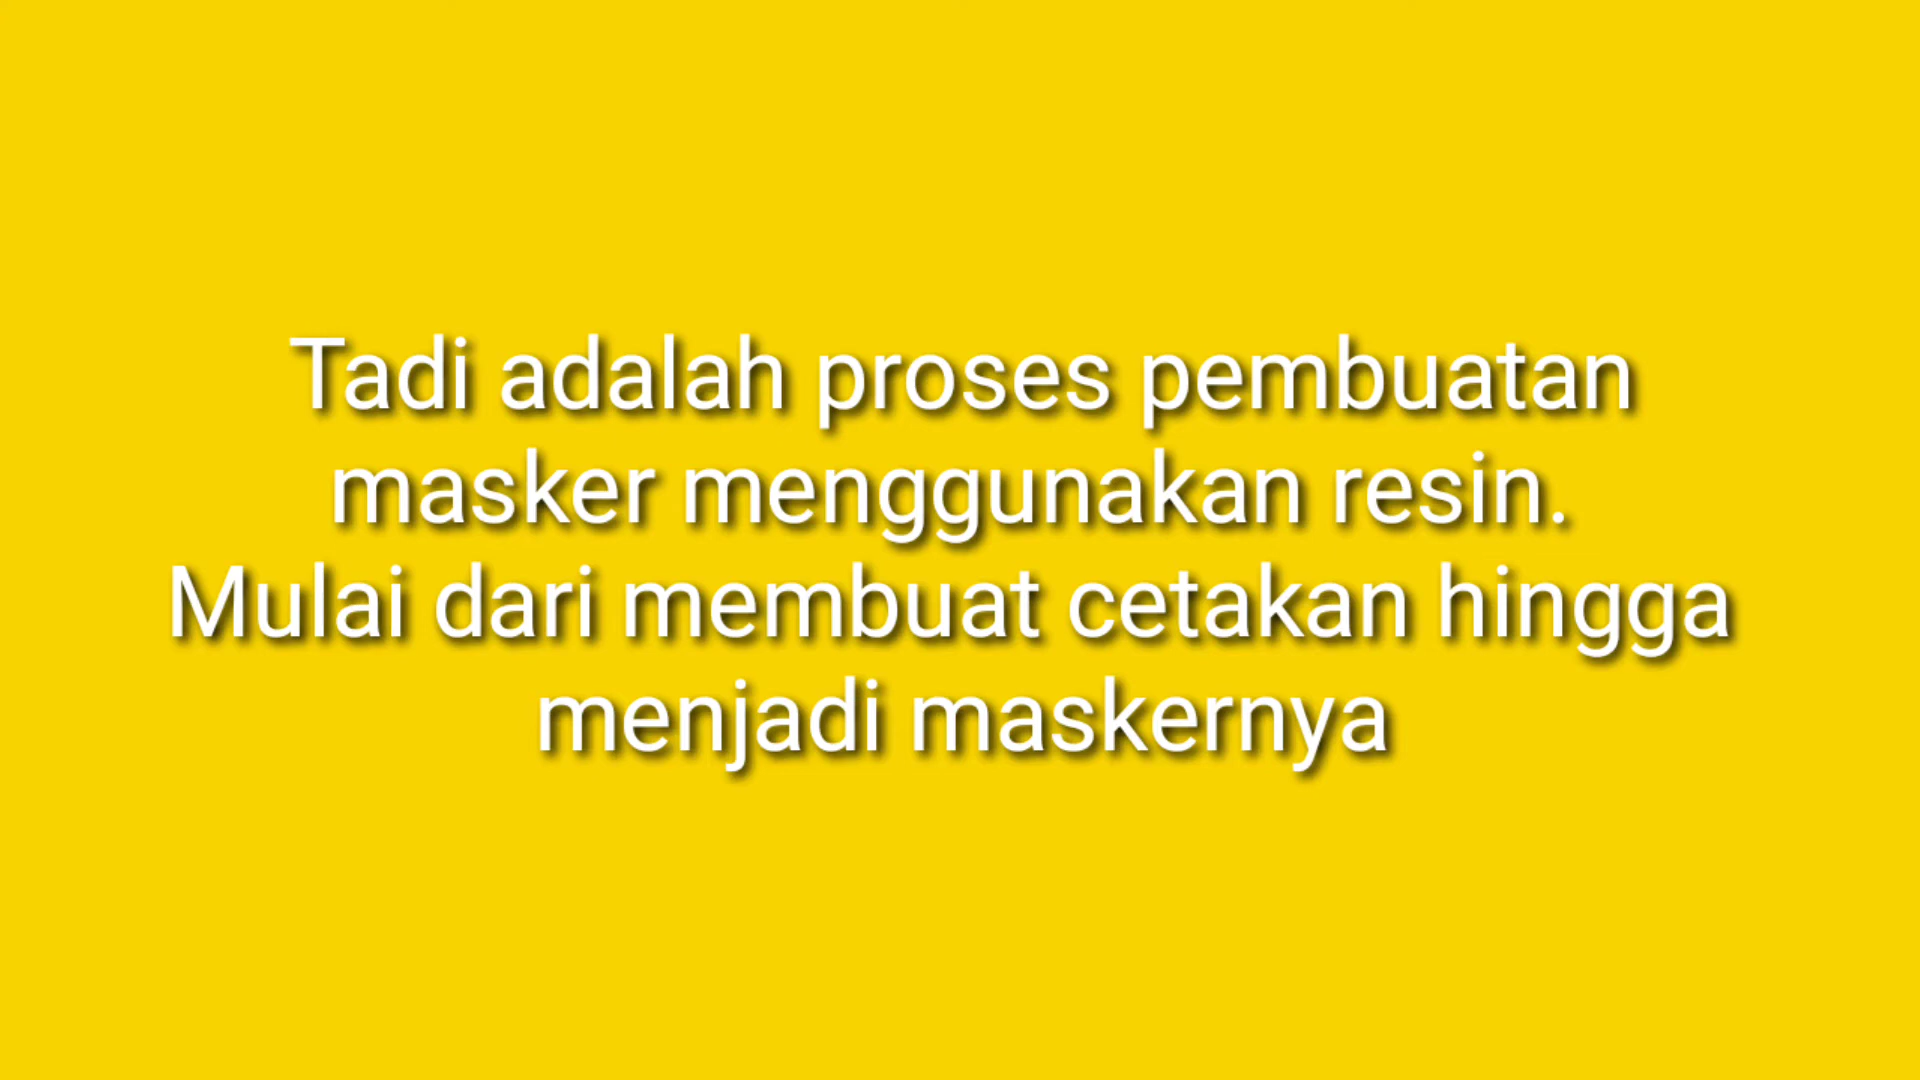 Tadi adalah proses pembuatan
masker menggunakan resin.
Mulai dari membuat cetakan hingga
menjadi maskernya